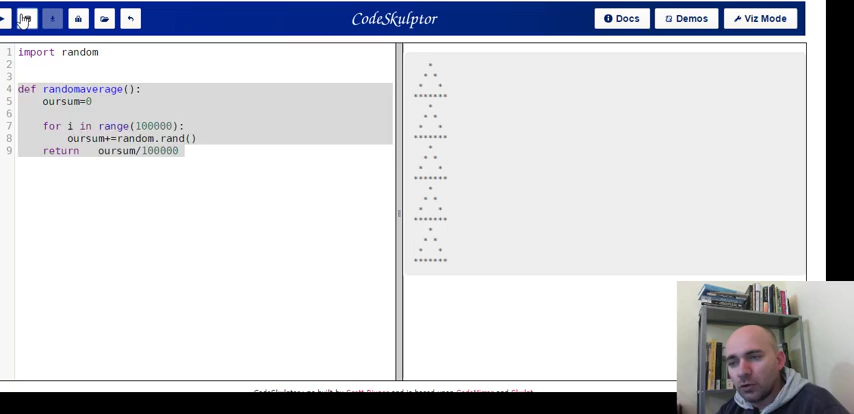 CodeSkulptor
Docs
Demos
Viz Mode
1 import random
2
3
4 def randomaverage():
5     oursum=0
6
7     for i in range(100000):
8         oursum+=random.rand()
9     return   oursum/100000
*
* *
*   *
*******
*
* *
*   *
*******
*
* *
*   *
*******
*
* *
*   *
*******
*
* *
*   *
*******